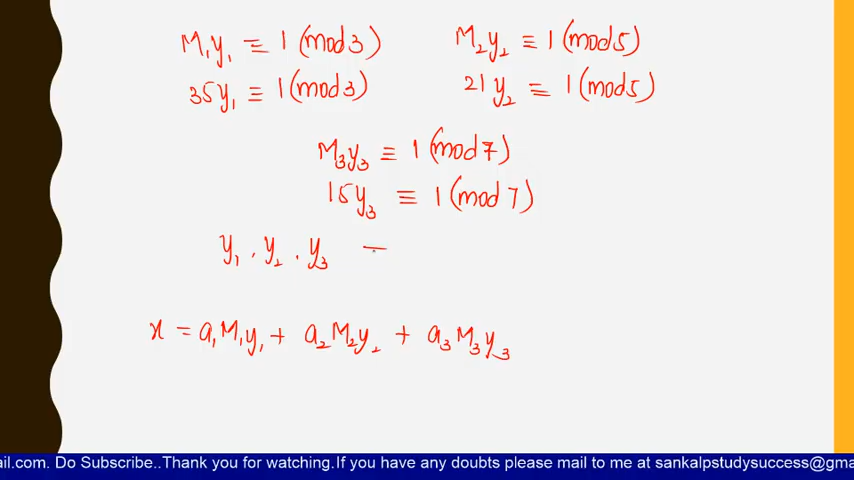 M₁y₁ ≡ 1 (mod 3) M₂y₂ ≡ 1 (mod 5)
35y₁ ≡ 1 (mod 3) 21y₂ ≡ 1 (mod 5)
M₃y₃ ≡ 1 (mod 7)
15y₃ ≡ 1 (mod 7)
y₁ . y₂ . y₃ —
x = a₁M₁y₁ + a₂M₂y₂ + a₃M₃y₃
ail.com. Do Subscribe..Thank you for watching.If you have any doubts please mail to me at sankalpstudysuccess@gma